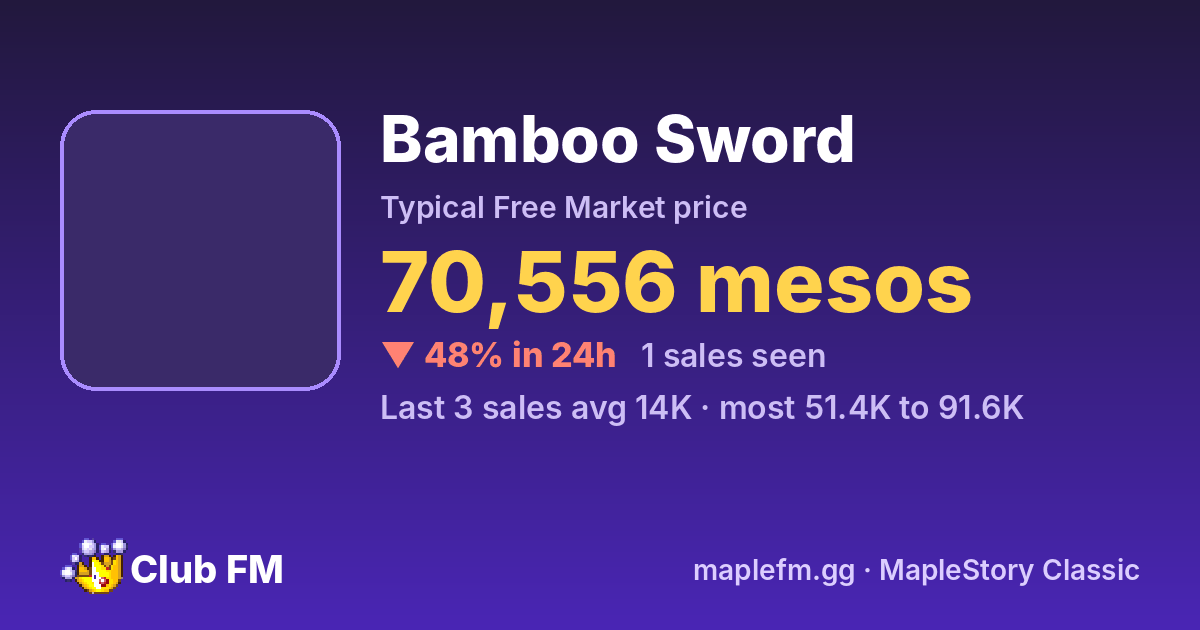 Bamboo Sword
Typical Free Market price
70,556 mesos
▼ 48% in 24h 1 sales seen
Last 3 sales avg 14K · most 51.4K to 91.6K
Club FM
maplefm.gg · MapleStory Classic